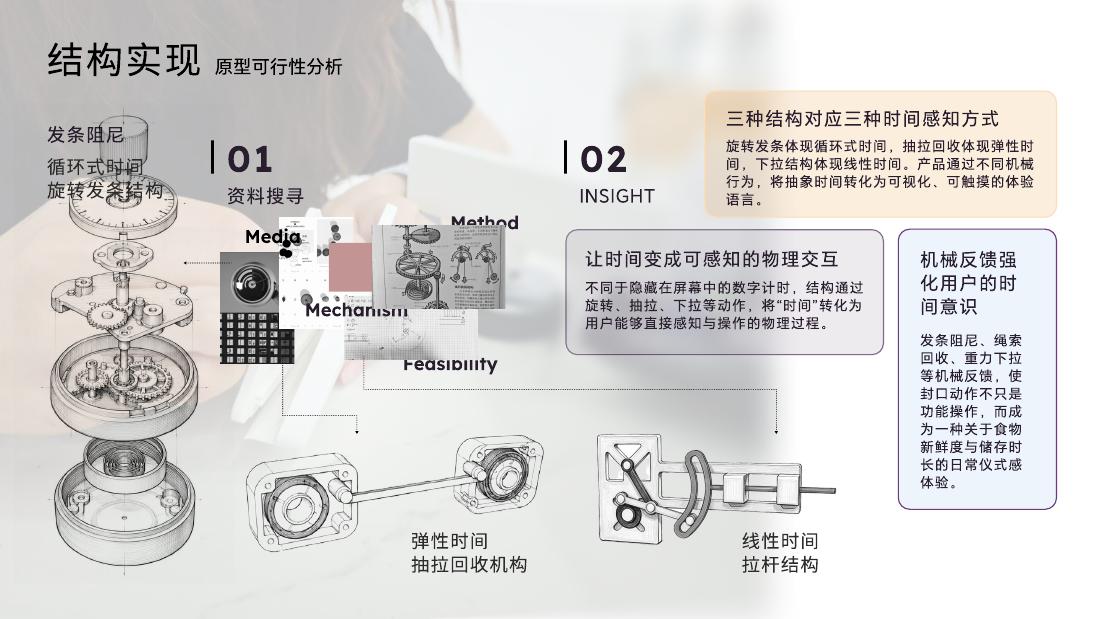 结构实现 原型可行性分析
发条阻尼
循环式时间
旋转发条结构
01
资料搜寻
Media
Method
Mechanism
Feasibility
02
INSIGHT
三种结构对应三种时间感知方式
旋转发条体现循环式时间，抽拉回收体现弹性时
间，下拉结构体现线性时间。产品通过不同机械
行为，将抽象时间转化为可视化、可触摸的体验
语言。
让时间变成可感知的物理交互
不同于隐藏在屏幕中的数字计时，结构通过
旋转、抽拉、下拉等动作，将“时间”转化为
用户能够直接感知与操作的物理过程。
机械反馈强
化用户的时
间意识
发条阻尼、绳索
回收、重力下拉
等机械反馈，使
封口动作不只是
功能操作，而成
为一种关于食物
新鲜度与储存时
长的日常仪式感
体验。
弹性时间
抽拉回收机构
线性时间
拉杆结构